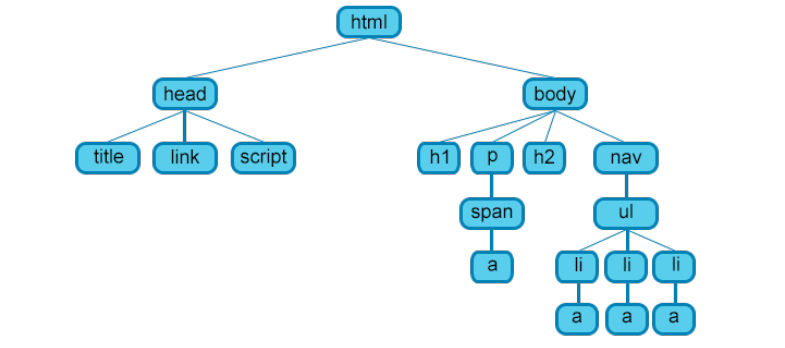 html
head body
title link script h1 p h2 nav
span ul
a li li li
a a a